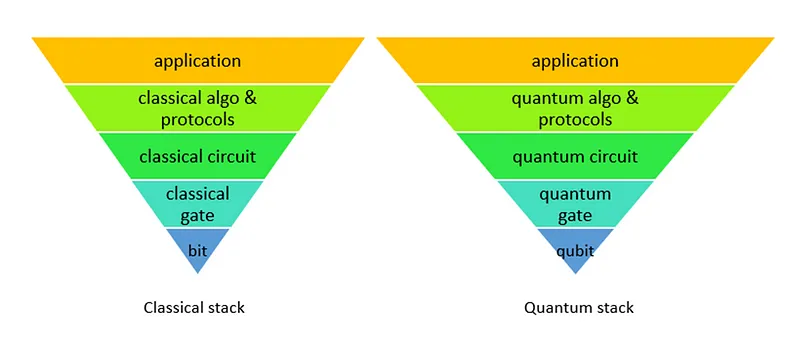 application
classical algo &
protocols
classical circuit
classical
gate
bit
Classical stack
application
quantum algo &
protocols
quantum circuit
quantum
gate
qubit
Quantum stack